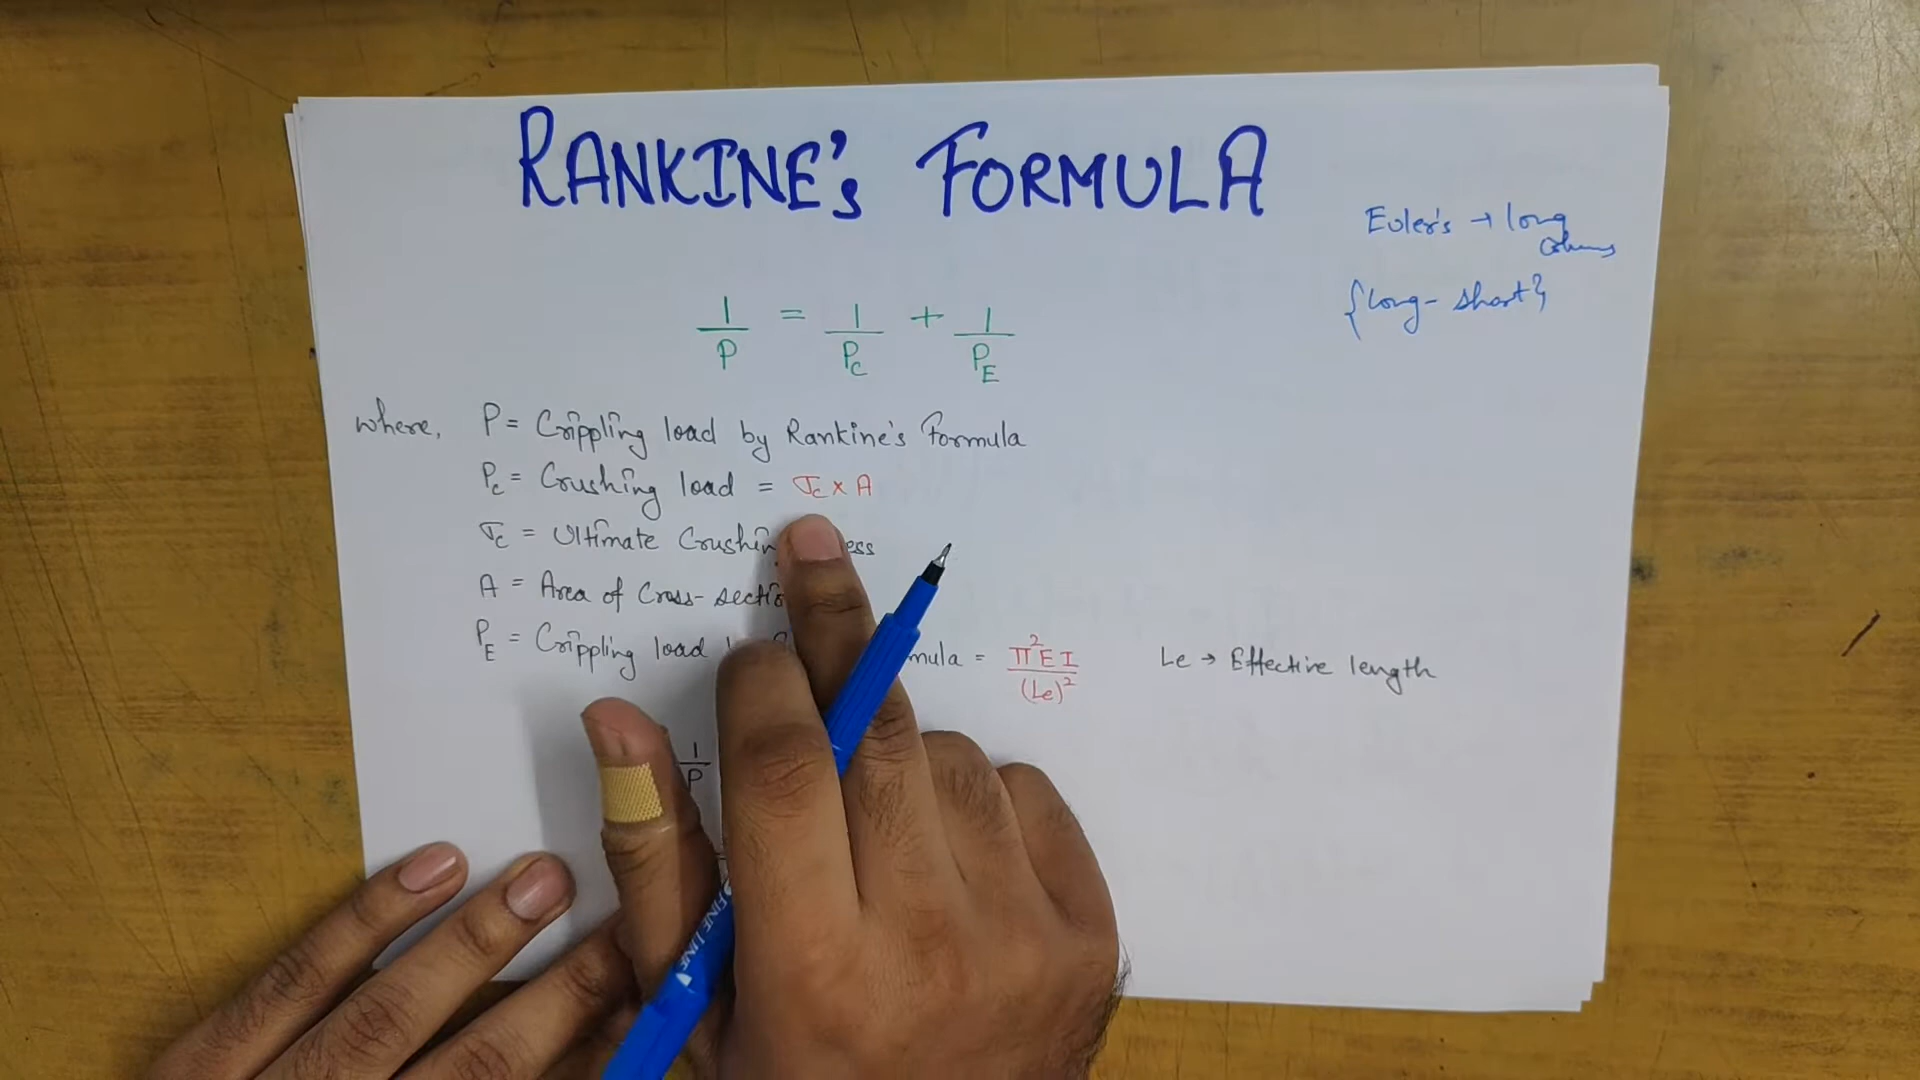 RANKINE's FORMULA
Euler's → long
columns
{long- short}
1/P = 1/Pc + 1/PE
where, P = Crippling load by Rankine's Formula
Pc = Crushing load = σc × A
σc = Ultimate Crushin ess
A = Area of Cross-sectio
PE = Crippling load mula = π²EI/(Le)² Le → Effective length
1/P
FINE LINE